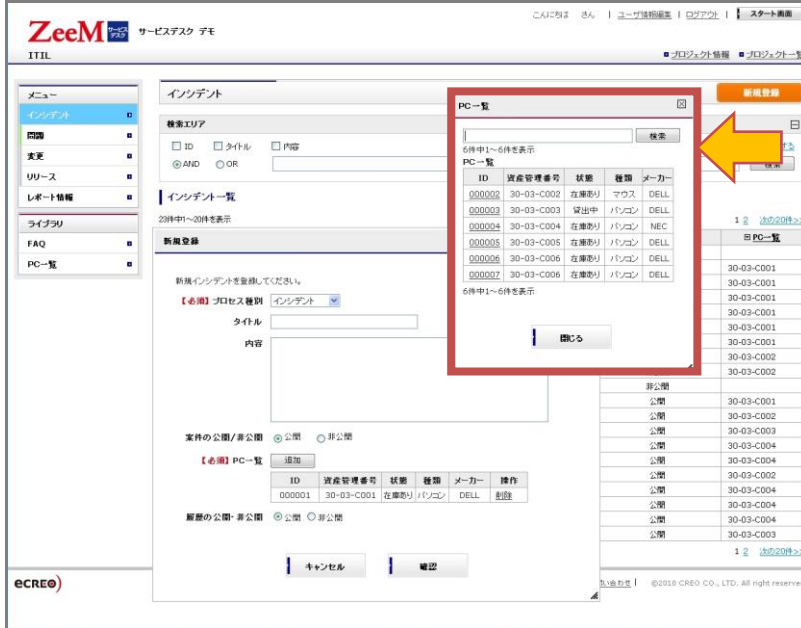 こんにちは さん | ユーザ情報編集 | ログアウト | スタート画面
ZeeM サービスデスク サービスデスク デモ
ITIL
プロジェクト情報 プロジェクト一覧
メニュー
インシデント
問題
変更
リリース
レポート情報
ライブラリ
FAQ
PC一覧
インシデント
新規登録
検索エリア
ID タイトル 内容
AND OR
する
検索
インシデント一覧
23件中1～20件を表示
1 2 次の20件>>
PC一覧
新規登録
新規インシデントを登録してください。
【必須】プロセス種別 インシデント
タイトル
内容
案件の公開/非公開 公開 非公開
【必須】PC一覧 追加
ID 資産管理番号 状態 種類 メーカー 操作
000001 30-03-C001 在庫あり パソコン DELL 削除
履歴の公開・非公開 公開 非公開
キャンセル 確認
PC一覧
検索
6件中1～6件を表示
PC一覧
ID 資産管理番号 状態 種類 メーカー
000002 30-03-C002 在庫あり マウス DELL
000003 30-03-C003 貸出中 パソコン DELL
000004 30-03-C004 在庫あり パソコン NEC
000005 30-03-C005 在庫あり パソコン DELL
000006 30-03-C006 在庫あり パソコン DELL
000007 30-03-C006 在庫あり パソコン DELL
6件中1～6件を表示
閉じる
30-03-C001
30-03-C001
30-03-C001
30-03-C001
30-03-C001
30-03-C001
30-03-C002
30-03-C002
非公開
公開 30-03-C001
公開 30-03-C002
公開 30-03-C003
公開 30-03-C004
公開 30-03-C004
公開 30-03-C002
公開 30-03-C004
公開 30-03-C004
公開 30-03-C004
公開 30-03-C003
1 2 次の20件>>
CREO
い合わせ | ©2010 CREO CO., LTD. All right reserve